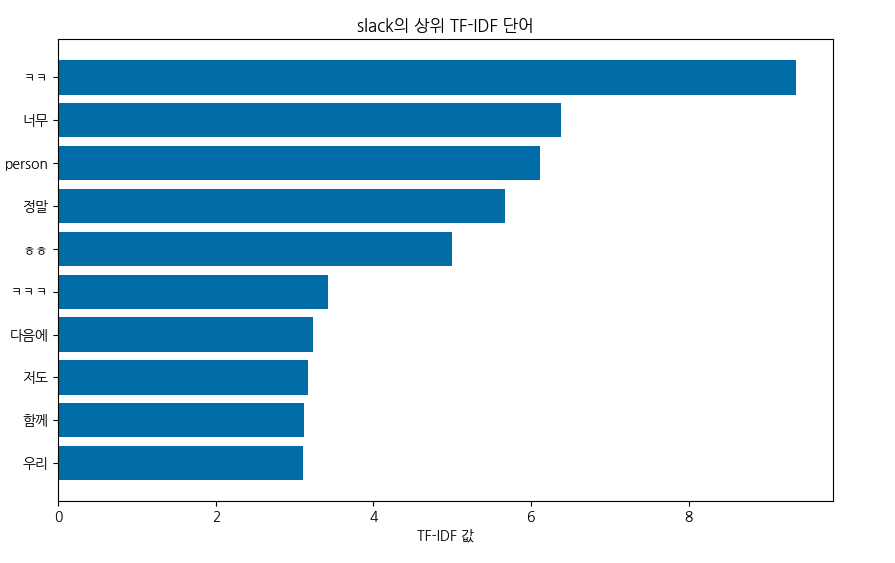 slack의 상위 TF-IDF 단어
ㅋㅋ
너무
person
정말
ㅎㅎ
ㅋㅋㅋ
다음에
저도
함께
우리
0 2 4 6 8
TF-IDF 값